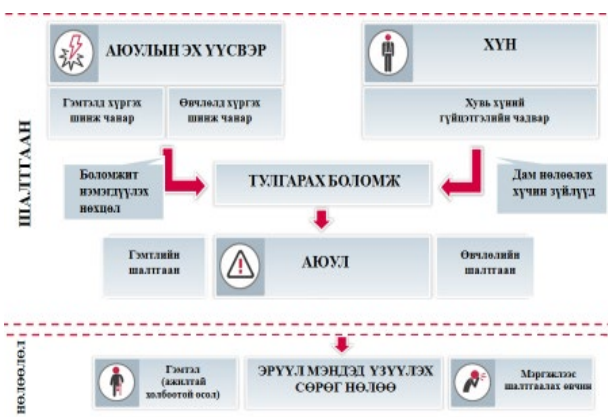 АЮУЛЫН ЭХ ҮҮСВЭР
ХҮН
Гэмтэлд хүргэх
шинж чанар
Өвчлөлд хүргэх
шинж чанар
Хувь хүний
гүйцэтгэлийн чадвар
ШАЛТГААН
Боломжит
нэмэгдүүлэх
нөхцөл
ТУЛГАРАХ БОЛОМЖ
Дам нөлөөлөх
хүчин зүйлүүд
Гэмтлийн
шалтгаан
АЮУЛ
Өвчлөлийн
шалтгаан
НӨЛӨӨЛӨЛ
Гэмтэл
(ажилтай
холбоотой осол)
ЭРҮҮЛ МЭНДЭД ҮЗҮҮЛЭХ
СӨРӨГ НӨЛӨӨ
Мэргэжлээс
шалтгаалах өвчин